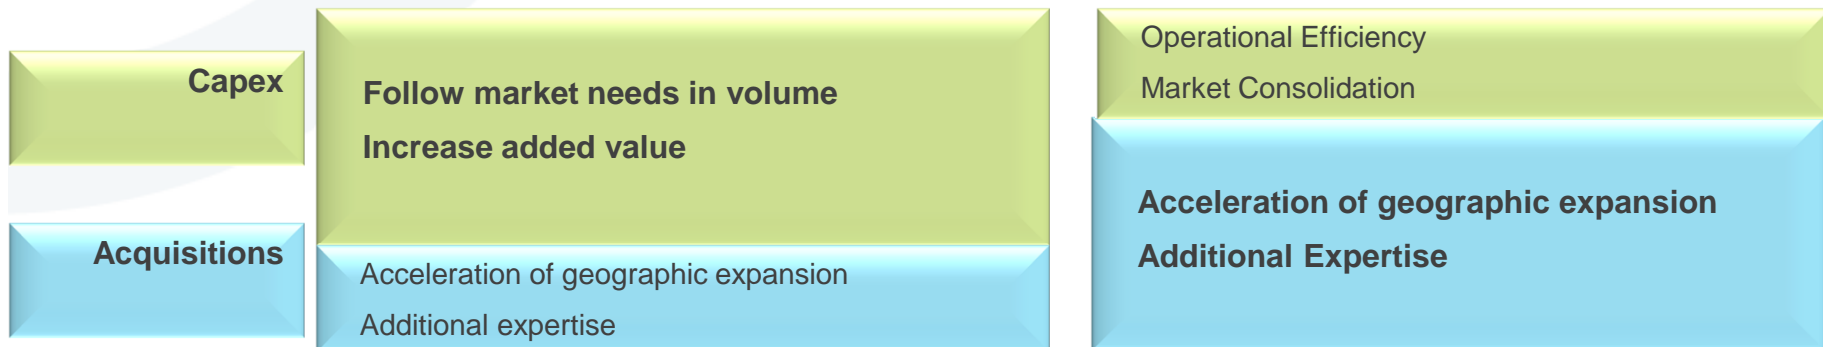 Capex
Acquisitions
Follow market needs in volume
Increase added value
Acceleration of geographic expansion
Additional expertise
Operational Efficiency
Market Consolidation
Acceleration of geographic expansion
Additional Expertise